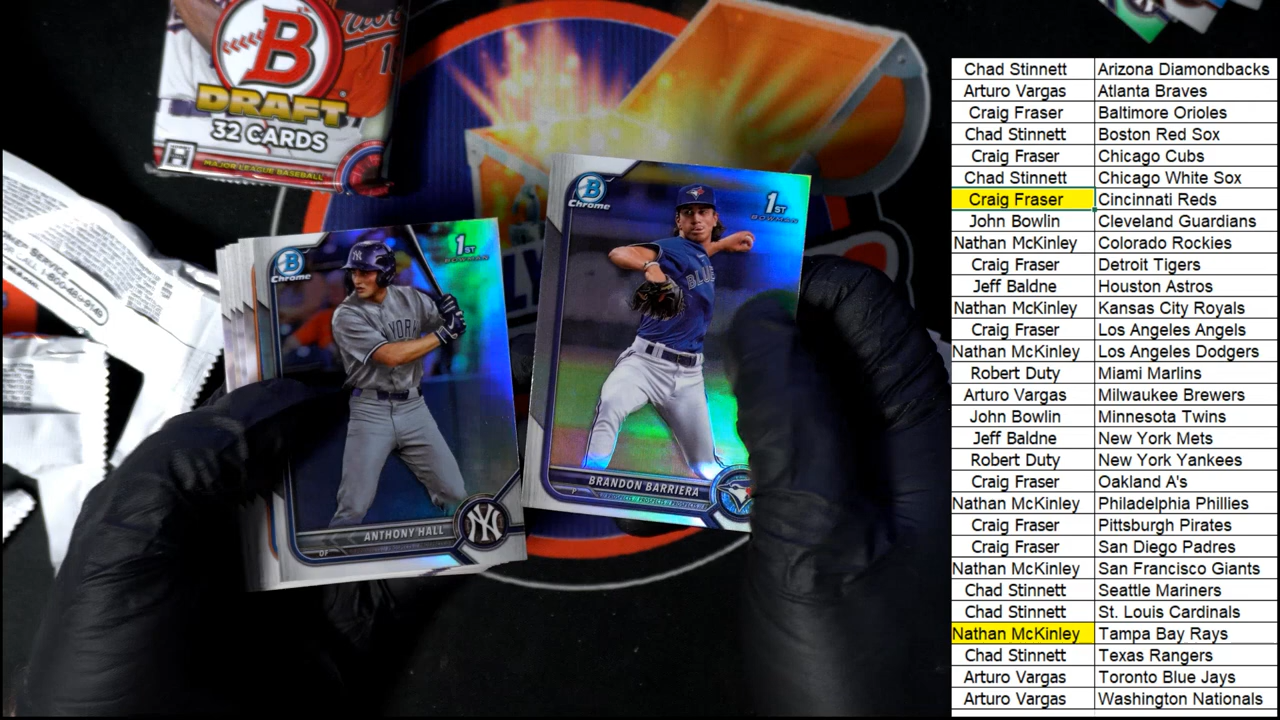 B
DRAFT
32 CARDS
MAJOR LEAGUE BASEBALL
B
Chrome
1ST
BOWMAN
NY
YORK
ANTHONY HALL
OF
B
Chrome
1ST
BOWMAN
BLUE
BRANDON BARRIERA
P
Chad Stinnett Arizona Diamondbacks
Arturo Vargas Atlanta Braves
Craig Fraser Baltimore Orioles
Chad Stinnett Boston Red Sox
Craig Fraser Chicago Cubs
Chad Stinnett Chicago White Sox
Craig Fraser Cincinnati Reds
John Bowlin Cleveland Guardians
Nathan McKinley Colorado Rockies
Craig Fraser Detroit Tigers
Jeff Baldne Houston Astros
Nathan McKinley Kansas City Royals
Craig Fraser Los Angeles Angels
Nathan McKinley Los Angeles Dodgers
Robert Duty Miami Marlins
Arturo Vargas Milwaukee Brewers
John Bowlin Minnesota Twins
Jeff Baldne New York Mets
Robert Duty New York Yankees
Craig Fraser Oakland A's
Nathan McKinley Philadelphia Phillies
Craig Fraser Pittsburgh Pirates
Craig Fraser San Diego Padres
Nathan McKinley San Francisco Giants
Chad Stinnett Seattle Mariners
Chad Stinnett St. Louis Cardinals
Nathan McKinley Tampa Bay Rays
Chad Stinnett Texas Rangers
Arturo Vargas Toronto Blue Jays
Arturo Vargas Washington Nationals